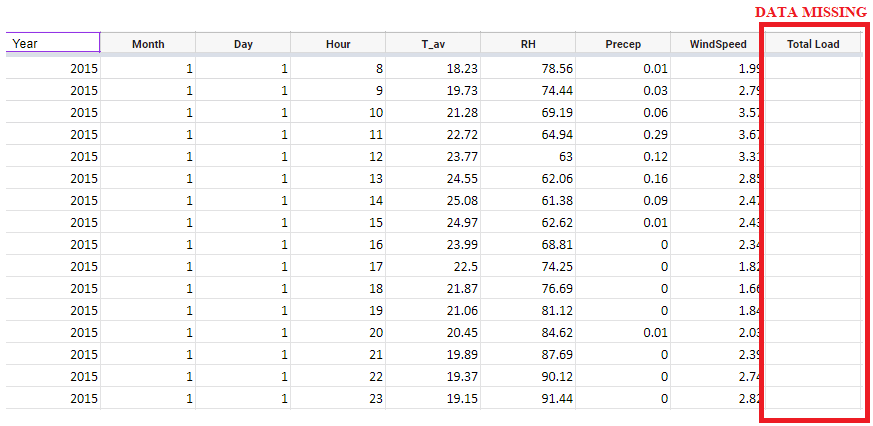 DATA MISSING
Year Month Day Hour T_av RH Precep WindSpeed Total Load
2015 1 1 8 18.23 78.56 0.01 1.99
2015 1 1 9 19.73 74.44 0.03 2.79
2015 1 1 10 21.28 69.19 0.06 3.57
2015 1 1 11 22.72 64.94 0.29 3.67
2015 1 1 12 23.77 63 0.12 3.31
2015 1 1 13 24.55 62.06 0.16 2.85
2015 1 1 14 25.08 61.38 0.09 2.47
2015 1 1 15 24.97 62.62 0.01 2.43
2015 1 1 16 23.99 68.81 0 2.34
2015 1 1 17 22.5 74.25 0 1.82
2015 1 1 18 21.87 76.69 0 1.66
2015 1 1 19 21.06 81.12 0 1.84
2015 1 1 20 20.45 84.62 0.01 2.03
2015 1 1 21 19.89 87.69 0 2.39
2015 1 1 22 19.37 90.12 0 2.74
2015 1 1 23 19.15 91.44 0 2.82